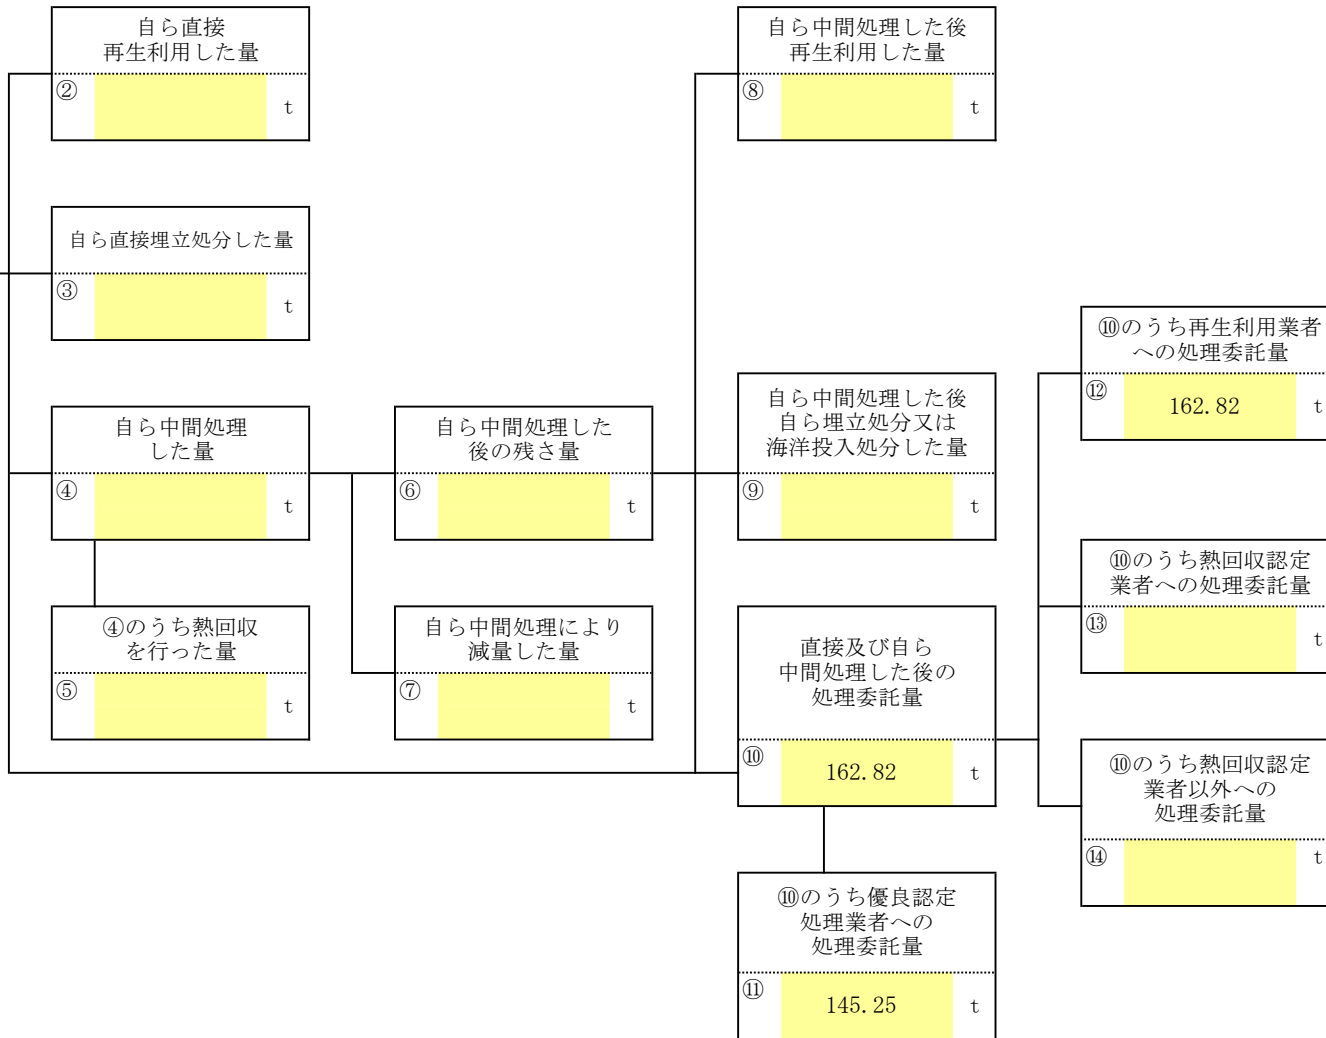 自ら直接
再生利用した量
②
t
自ら中間処理した後
再生利用した量
⑧
t
自ら直接埋立処分した量
③
t
⑩のうち再生利用業者
への処理委託量
⑫
162.82
t
自ら中間処理
した量
④
t
自ら中間処理した
後の残さ量
⑥
t
自ら中間処理した後
自ら埋立処分又は
海洋投入処分した量
⑨
t
⑩のうち熱回収認定
業者への処理委託量
⑬
t
④のうち熱回収
を行った量
⑤
t
自ら中間処理により
減量した量
⑦
t
直接及び自ら
中間処理した後の
処理委託量
⑩
162.82
t
⑩のうち熱回収認定
業者以外への
処理委託量
⑭
t
⑩のうち優良認定
処理業者への
処理委託量
⑪
145.25
t